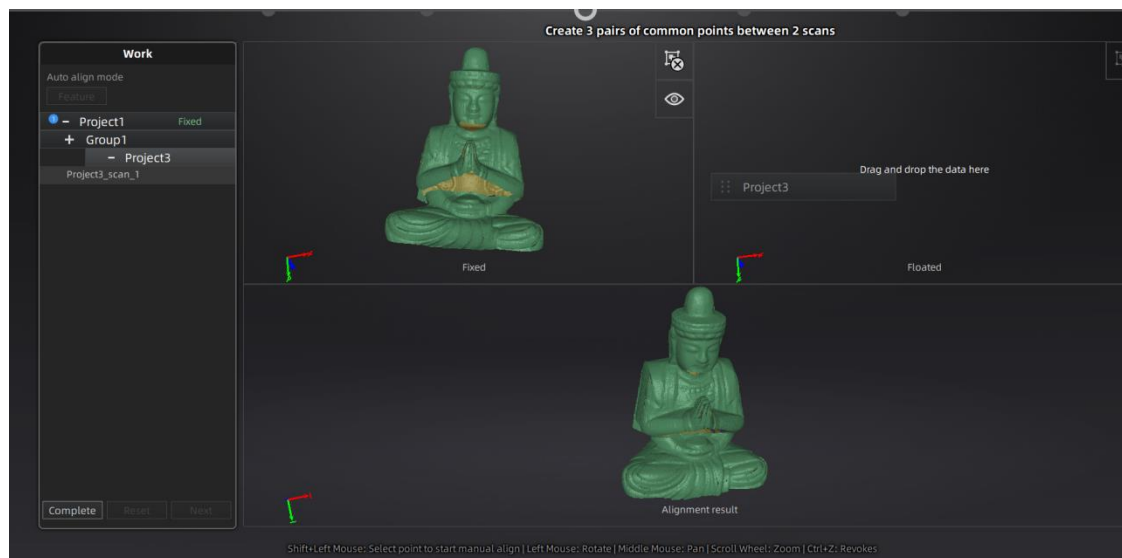 Create 3 pairs of common points between 2 scans
Work
Auto align mode
Feature
Project1 Fixed
Group1
Project3
Project3_scan_1
Complete Reset Next
Fixed
Drag and drop the data here
Project3
Floated
Alignment result
Shift+Left Mouse: Select point to start manual align | Left Mouse: Rotate | Middle Mouse: Pan | Scroll Wheel: Zoom | Ctrl+Z: Revokes